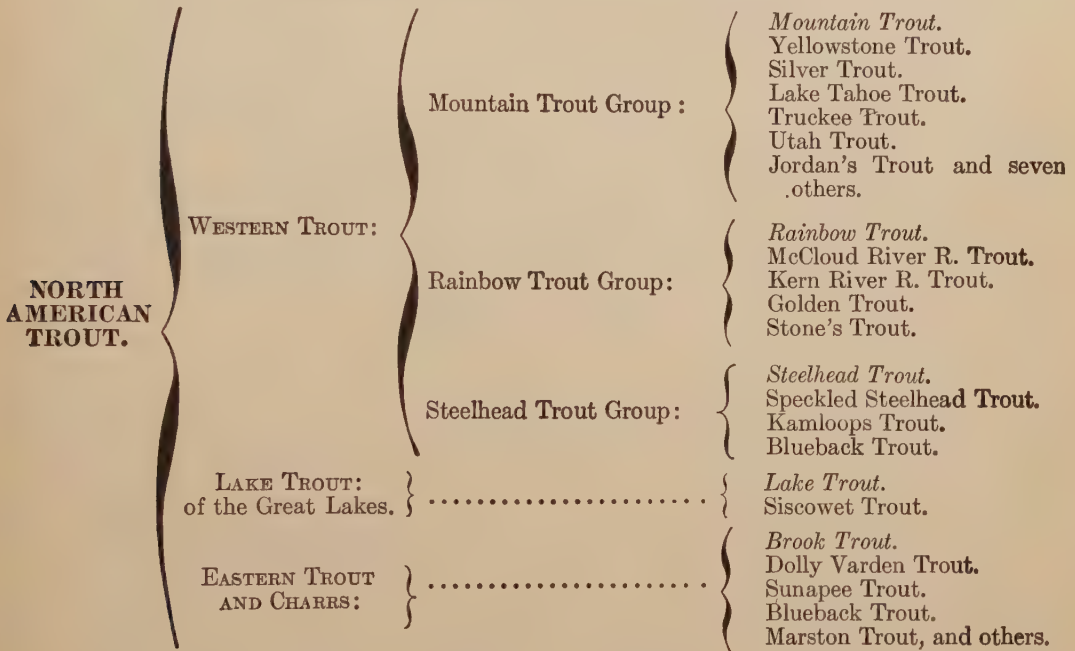 NORTH
AMERICAN
TROUT.
WESTERN TROUT:
Mountain Trout Group:
Mountain Trout.
Yellowstone Trout.
Silver Trout.
Lake Tahoe Trout.
Truckee Trout.
Utah Trout.
Jordan's Trout and seven
others.
Rainbow Trout Group:
Rainbow Trout.
McCloud River R. Trout.
Kern River R. Trout.
Golden Trout.
Stone's Trout.
Steelhead Trout Group:
Steelhead Trout.
Speckled Steelhead Trout.
Kamloops Trout.
Blueback Trout.
LAKE TROUT:
of the Great Lakes.
Lake Trout.
Siscowet Trout.
EASTERN TROUT
AND CHARRS:
Brook Trout.
Dolly Varden Trout.
Sunapee Trout.
Blueback Trout.
Marston Trout, and others.